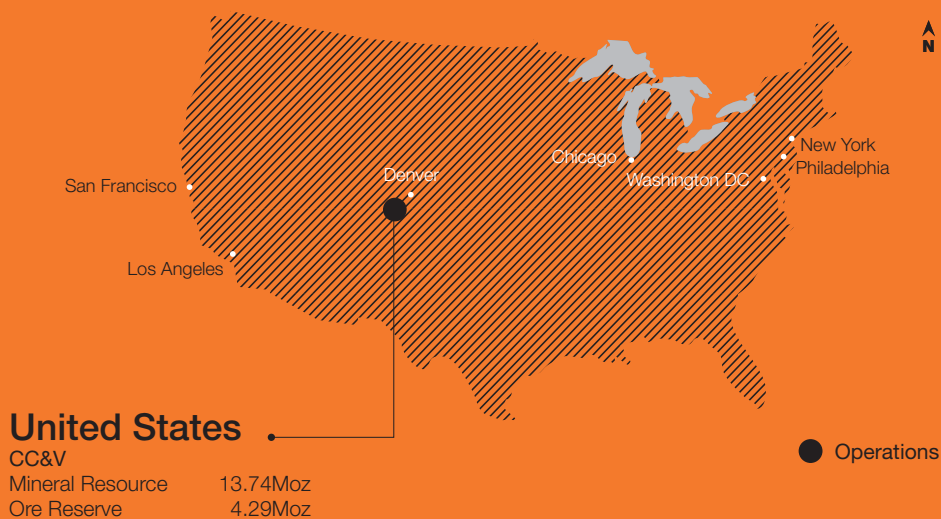 N
Chicago
New York
Philadelphia
Denver
Washington DC
San Francisco
Los Angeles
United States
CC&V
Mineral Resource 13.74Moz
Ore Reserve 4.29Moz
Operations